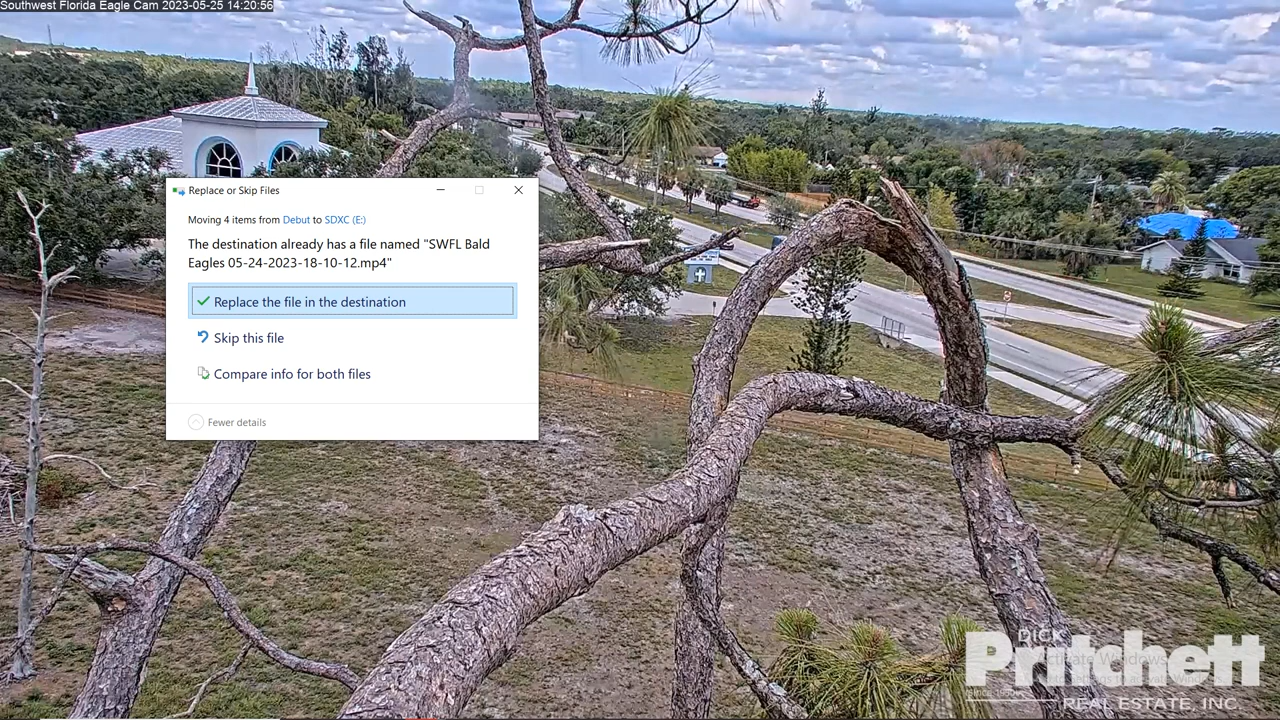 Southwest Florida Eagle Cam 2023-05-25 14:20:56
Replace or Skip Files
Moving 4 items from Debut to SDXC (E:)
The destination already has a file named "SWFL Bald
Eagles 05-24-2023-18-10-12.mp4"
Replace the file in the destination
Skip this file
Compare info for both files
Fewer details
DICK
Pritchett
REAL ESTATE, INC.